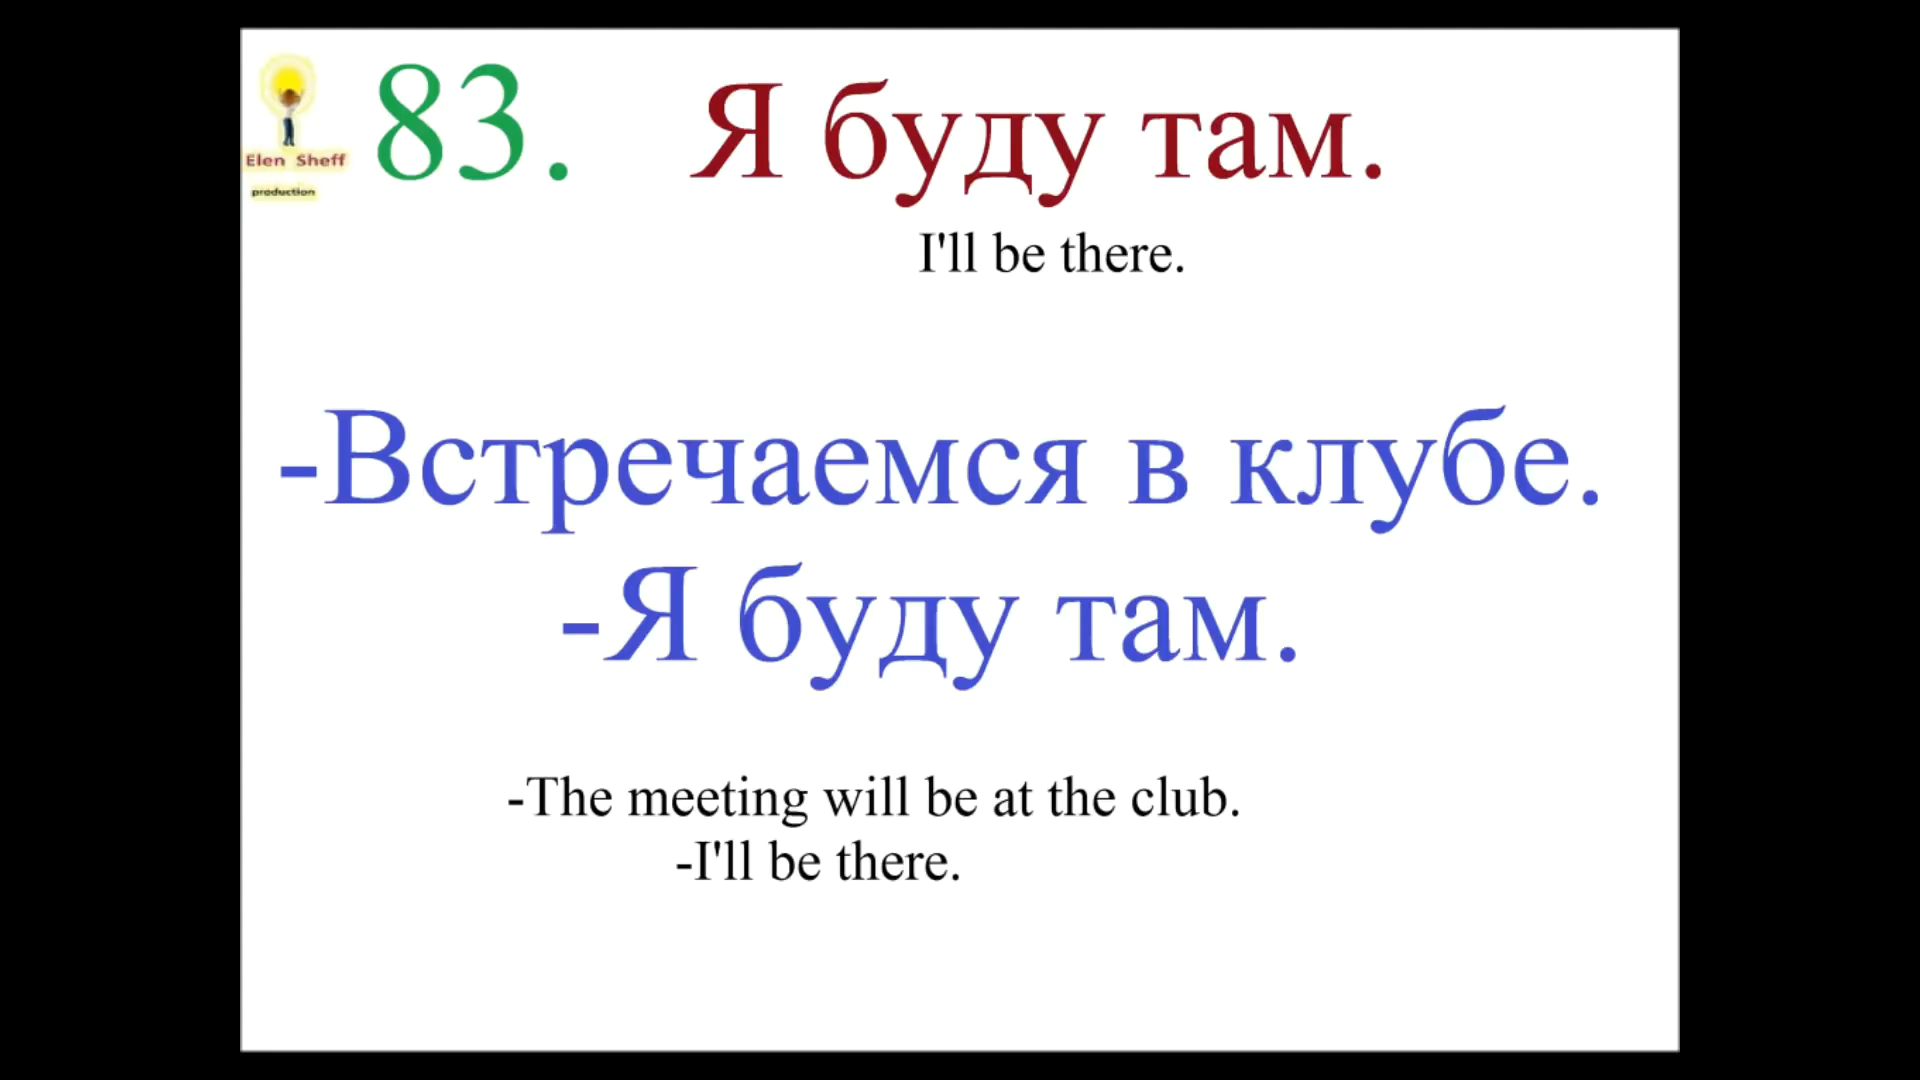 83. Я буду там.
Elen Sheff
production
I'll be there.
-Встречаемся в клубе.
-Я буду там.
-The meeting will be at the club.
-I'll be there.